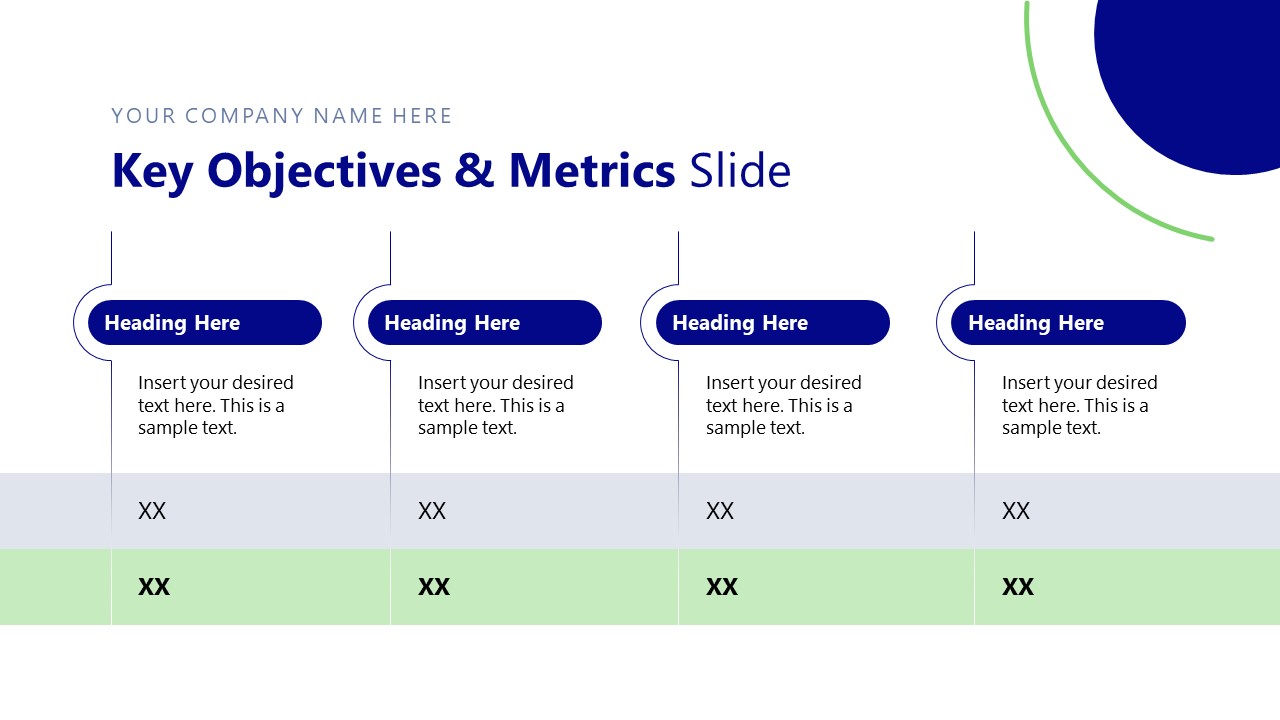 YOUR COMPANY NAME HERE
Key Objectives & Metrics Slide
Heading Here
Insert your desired
text here. This is a
sample text.
XX
XX
Heading Here
Insert your desired
text here. This is a
sample text.
XX
XX
Heading Here
Insert your desired
text here. This is a
sample text.
XX
XX
Heading Here
Insert your desired
text here. This is a
sample text.
XX
XX